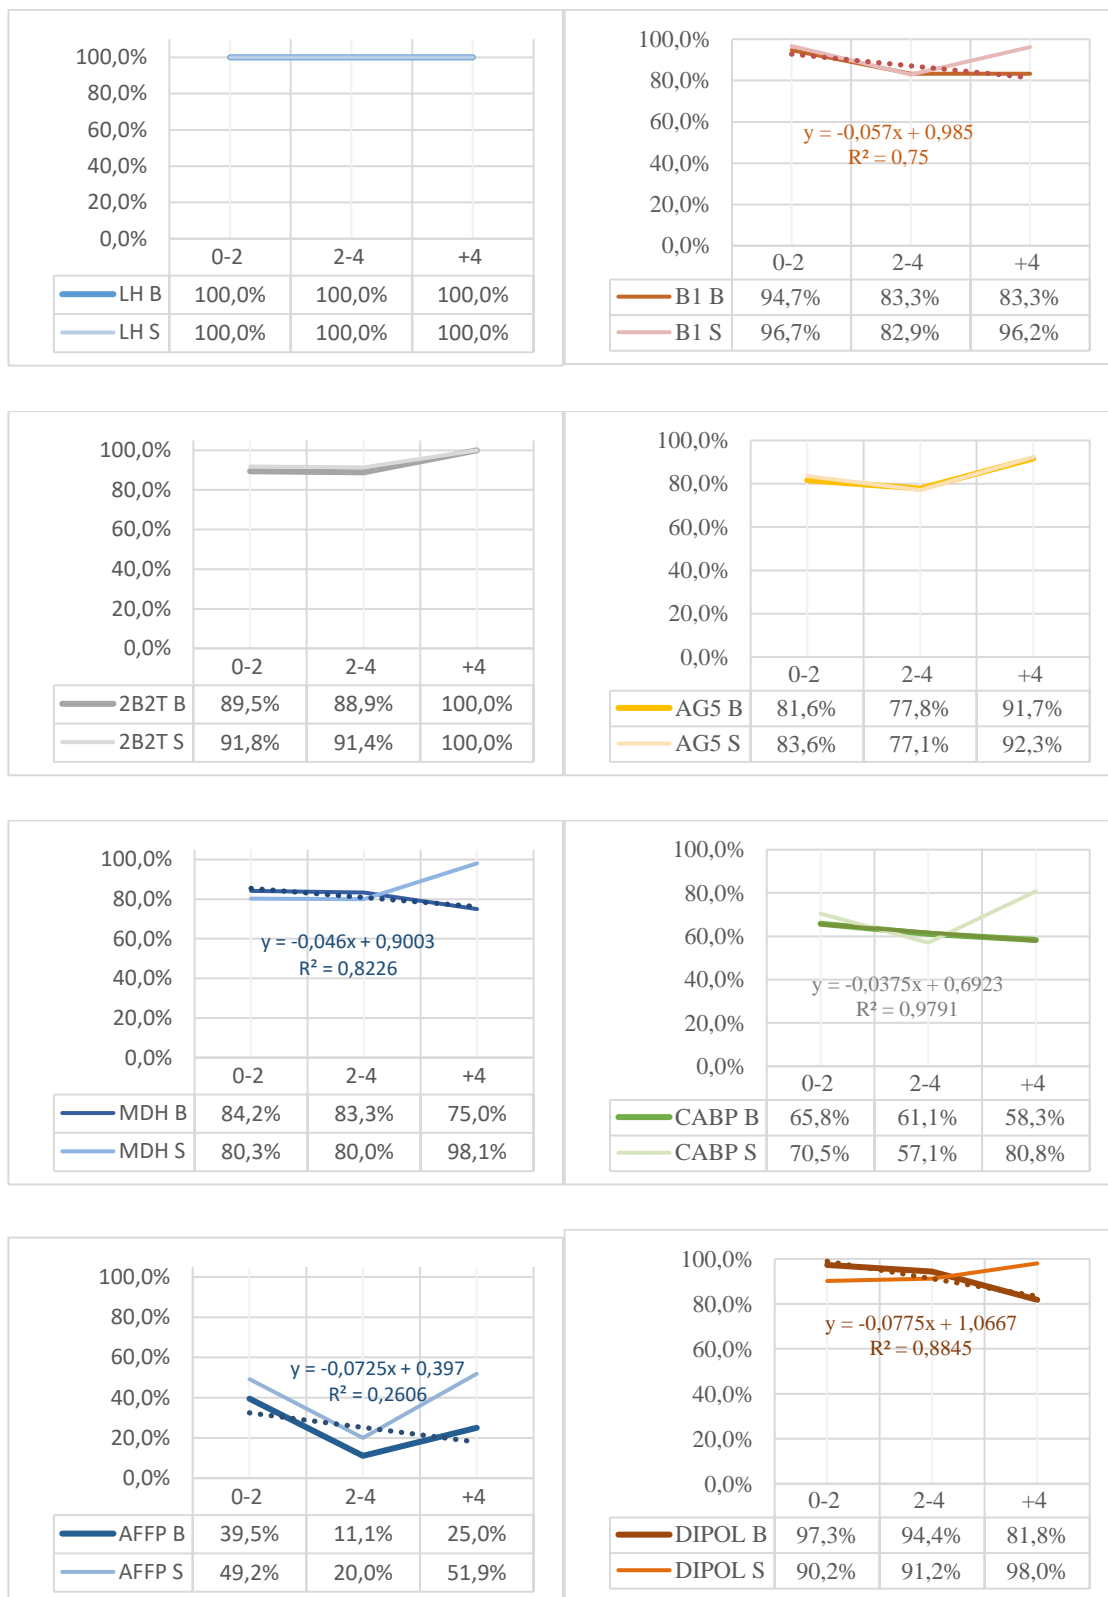 100,0%
80,0%
60,0%
40,0%
20,0%
0,0%
0-2 2-4 +4
LH B 100,0% 100,0% 100,0%
LH S 100,0% 100,0% 100,0%
100,0%
80,0%
60,0%
40,0%
20,0%
0,0%
y = -0,057x + 0,985
R² = 0,75
0-2 2-4 +4
B1 B 94,7% 83,3% 83,3%
B1 S 96,7% 82,9% 96,2%
100,0%
80,0%
60,0%
40,0%
20,0%
0,0%
0-2 2-4 +4
2B2T B 89,5% 88,9% 100,0%
2B2T S 91,8% 91,4% 100,0%
100,0%
80,0%
60,0%
40,0%
20,0%
0,0%
0-2 2-4 +4
AG5 B 81,6% 77,8% 91,7%
AG5 S 83,6% 77,1% 92,3%
100,0%
80,0%
60,0%
40,0%
20,0%
0,0%
y = -0,046x + 0,9003
R² = 0,8226
0-2 2-4 +4
MDH B 84,2% 83,3% 75,0%
MDH S 80,3% 80,0% 98,1%
100,0%
80,0%
60,0%
40,0%
20,0%
0,0%
y = -0,0375x + 0,6923
R² = 0,9791
0-2 2-4 +4
CABP B 65,8% 61,1% 58,3%
CABP S 70,5% 57,1% 80,8%
100,0%
80,0%
60,0%
40,0%
20,0%
0,0%
y = -0,0725x + 0,397
R² = 0,2606
0-2 2-4 +4
AFFP B 39,5% 11,1% 25,0%
AFFP S 49,2% 20,0% 51,9%
100,0%
80,0%
60,0%
40,0%
20,0%
0,0%
y = -0,0775x + 1,0667
R² = 0,8845
0-2 2-4 +4
DIPOL B 97,3% 94,4% 81,8%
DIPOL S 90,2% 91,2% 98,0%